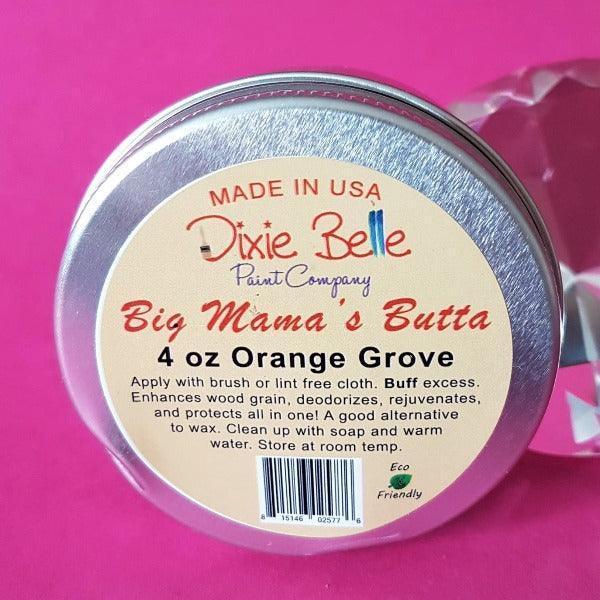 MADE IN USA
Dixie Belle
Paint Company
Big Mama's Butta
4 oz Orange Grove
Apply with brush or lint free cloth. Buff excess.
Enhances wood grain, deodorizes, rejuvenates,
and protects all in one! A good alternative
to wax. Clean up with soap and warm
water. Store at room temp.
Eco
Friendly
8 15146 02577 6